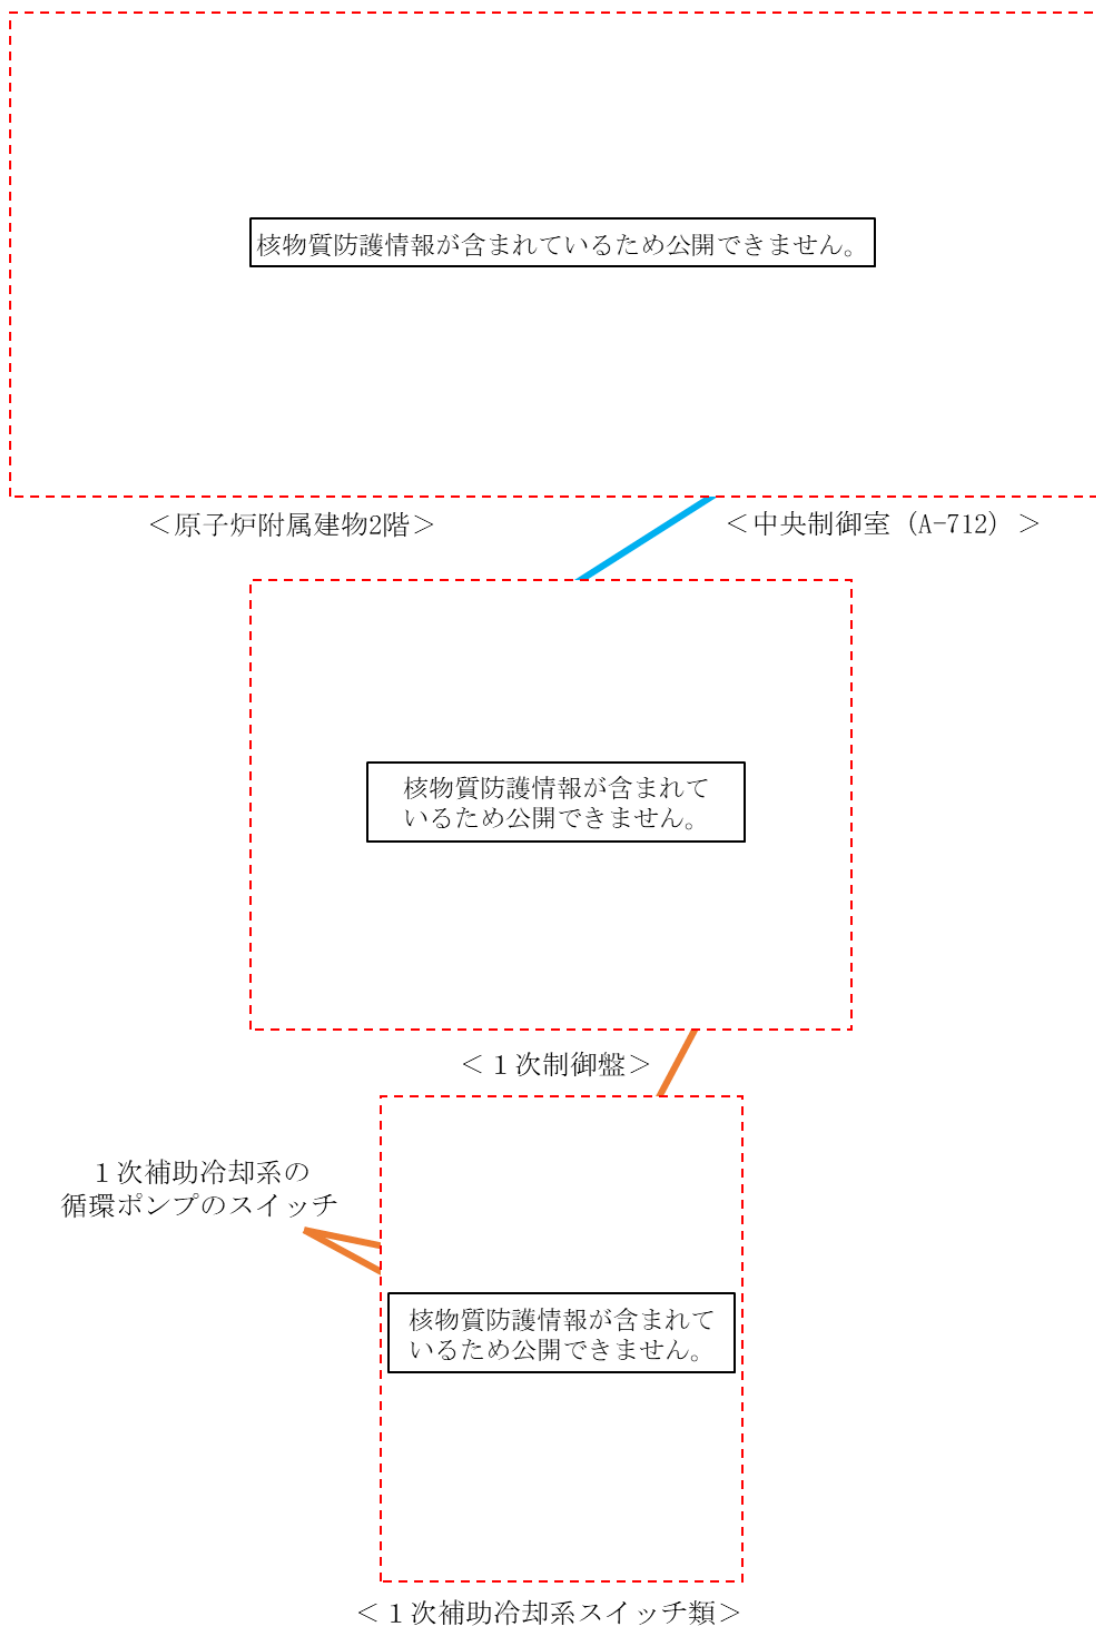 核物質防護情報が含まれているため公開できません。
＜原子炉附属建物2階＞
＜中央制御室（A-712）＞
核物質防護情報が含まれて
いるため公開できません。
＜１次制御盤＞
１次補助冷却系の
循環ポンプのスイッチ
核物質防護情報が含まれて
いるため公開できません。
＜１次補助冷却系スイッチ類＞